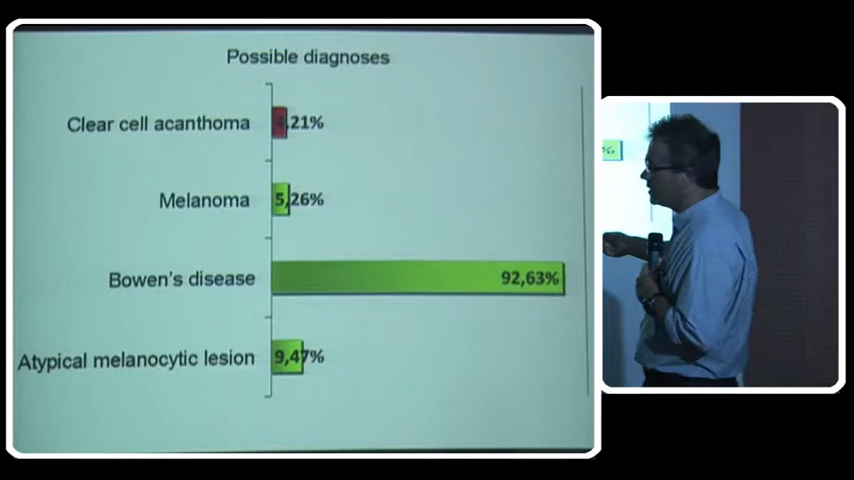 Possible diagnoses
Clear cell acanthoma
,21%
Melanoma
5,26%
Bowen's disease
92,63%
Atypical melanocytic lesion
9,47%
%